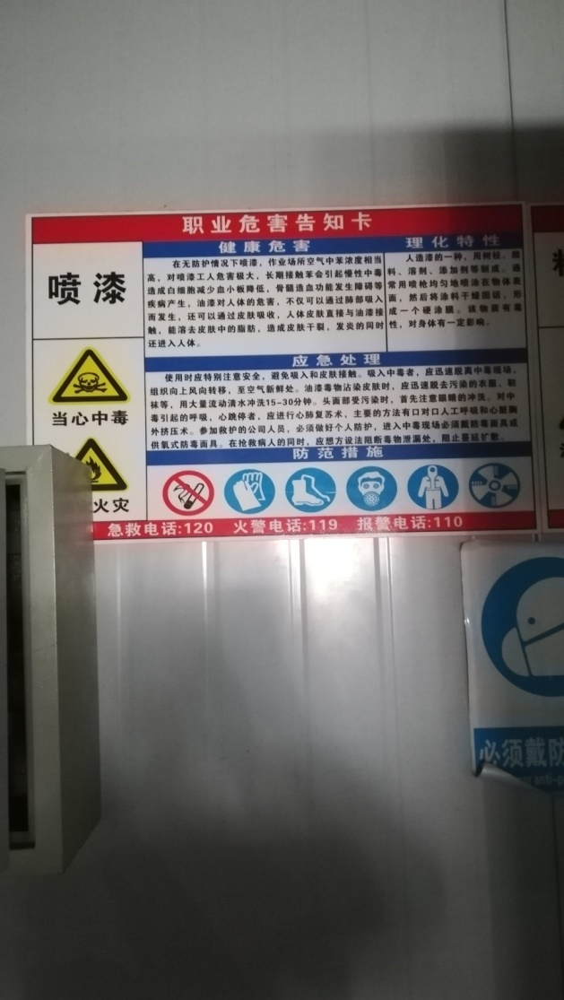 职业危害告知卡
喷漆
当心中毒
火灾
健康危害
在无防护情况下喷漆，作业场所空气中苯浓度相当
高，对喷漆工人危害极大，长期接触苯会引起慢性中毒
造成白细胞减少血小板降低，骨髓造血功能发生障碍等
疾病产生，油漆对人体的危害，不仅可以通过肺部吸入
而发生，还可以通过皮肤吸收，人体皮肤直接与油漆接
触，能溶去皮肤中的脂肪，造成皮肤干裂，发炎的同时
还进入人体。
理化特性
人造漆的一种，用树枝、颜
料、溶剂、添加剂等制成。通
常用喷枪均匀地喷涂在物体表
面，然后将涂料干燥固话，形
成一个硬涂膜。该物质有毒
性，对身体有一定影响。
应急处理
使用时应特别注意安全，避免吸入和皮肤接触。吸入中毒者，应迅速脱离中毒现场，
组织向上风向转移，至空气新鲜处。油漆毒物沾染皮肤时，应迅速脱去污染的衣服、鞋
袜等，用大量流动清水冲洗15-30分钟。头面部受污染时，首先注意眼睛的冲洗。对中
毒引起的呼吸，心跳停者，应进行心肺复苏术，主要的方法有口对口人工呼吸和心脏胸
外挤压术。参加救护的公司人员，必须做好个人防护，进入中毒现场必须戴防毒面具或
供氧式防毒面具。在抢救病人的同时，应想方设法阻断毒物泄漏处，阻止蔓延扩散。
防范措施
急救电话:120 火警电话:119 报警电话:110
必须戴防